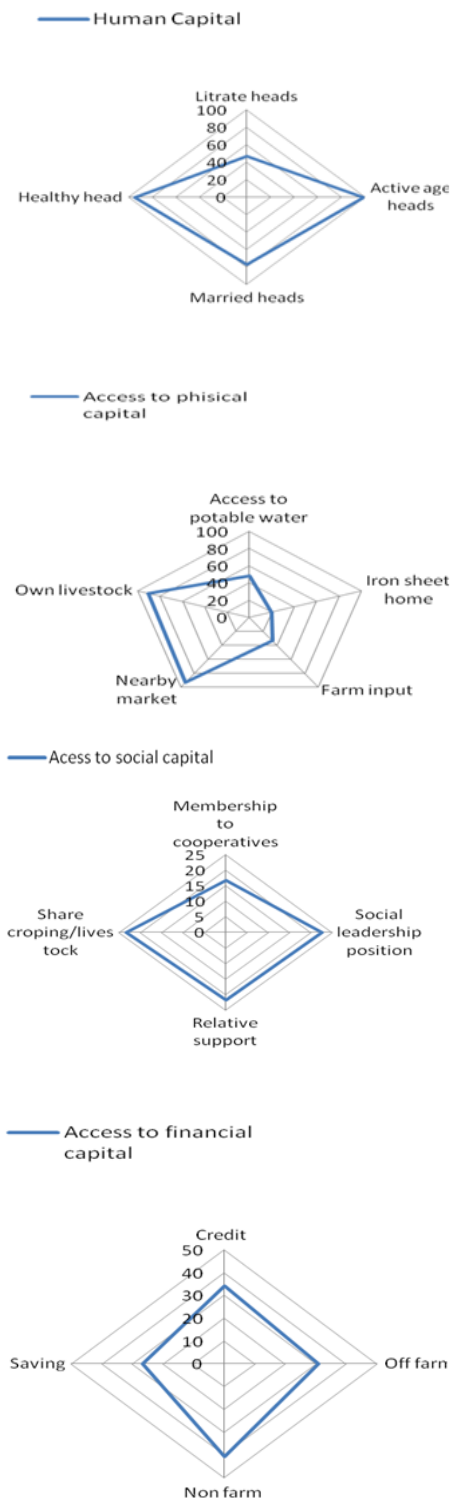 Human Capital
Litrate heads
100
80
60
40
20
0
Healthy head
Active age
heads
Married heads
Access to phisical
capital
Access to
potable water
100
80
60
40
20
0
Own livestock
Iron sheet
home
Nearby
market
Farm input
Acess to social capital
Membership
to
cooperatives
25
20
15
10
5
0
Share
croping/lives
tock
Social
leadership
position
Relative
support
Access to financial
capital
Credit
50
40
30
20
10
0
Saving
Off farn
Non farm